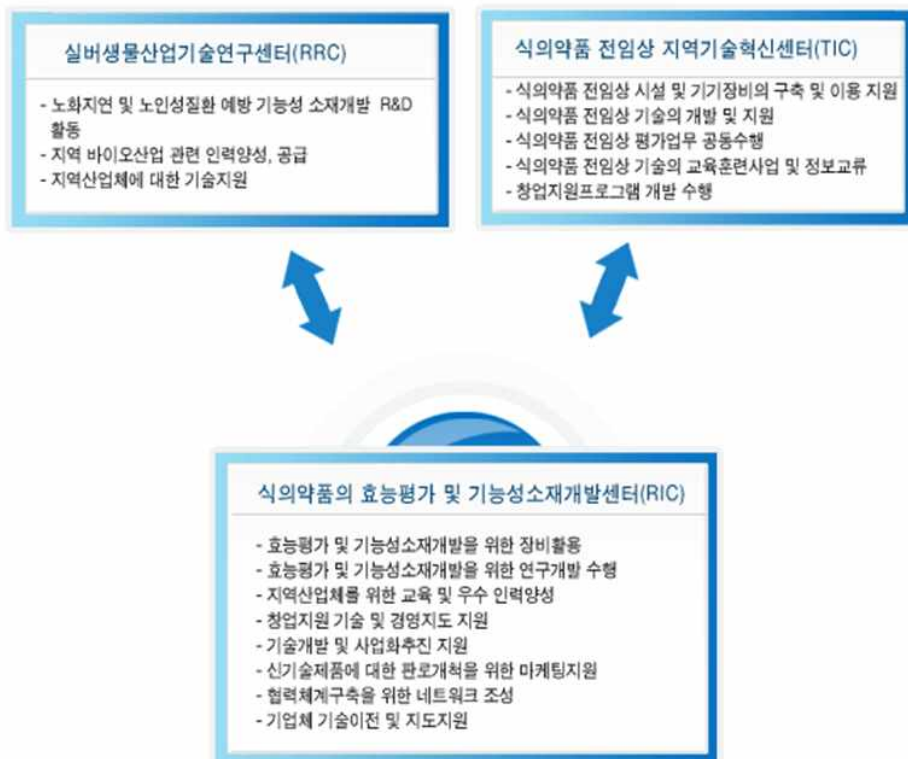 실버생물산업기술연구센터(RRC)
- 노화지연 및 노인성질환 예방 기능성 소재개발 R&D
활동
- 지역 바이오산업 관련 인력양성, 공급
- 지역산업체에 대한 기술지원
식의약품 전임상 지역기술혁신센터(TIC)
- 식의약품 전임상 시설 및 기기장비의 구축 및 이용 지원
- 식의약품 전임상 기술의 개발 및 지원
- 식의약품 전임상 평가업무 공동수행
- 식의약품 전임상 기술의 교육훈련사업 및 정보교류
- 창업지원프로그램 개발 수행
식의약품의 효능평가 및 기능성소재개발센터(RIC)
- 효능평가 및 기능성소재개발을 위한 장비활용
- 효능평가 및 기능성소재개발을 위한 연구개발 수행
- 지역산업체를 위한 교육 및 우수 인력양성
- 창업지원 기술 및 경영지도 지원
- 기술개발 및 사업화추진 지원
- 신기술제품에 대한 판로개척을 위한 마케팅지원
- 협력체계구축을 위한 네트워크 조성
- 기업체 기술이전 및 지도지원